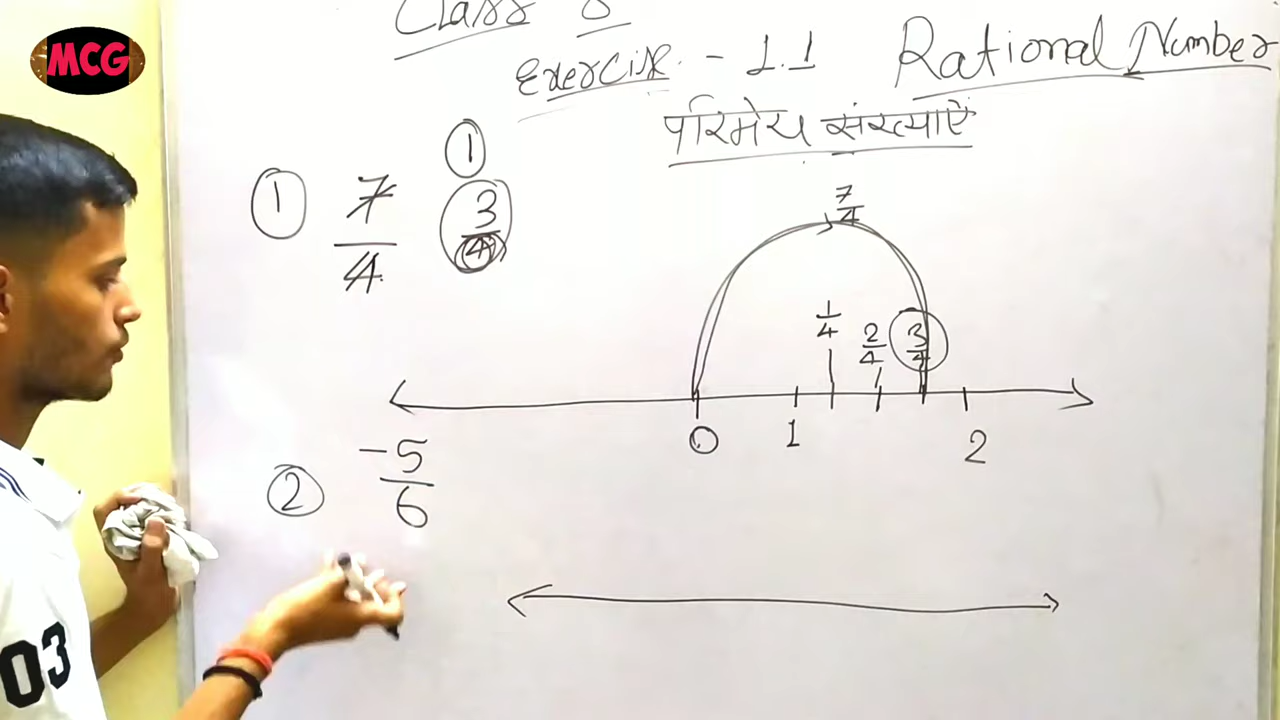 MCG
Class 8
Exercise - 1.1 Rational Number
परिमेय संख्याऐं
① 7/4 ① 3/4
7/4
1/4 2/4 3/4
0 1 2
② -5/6
03